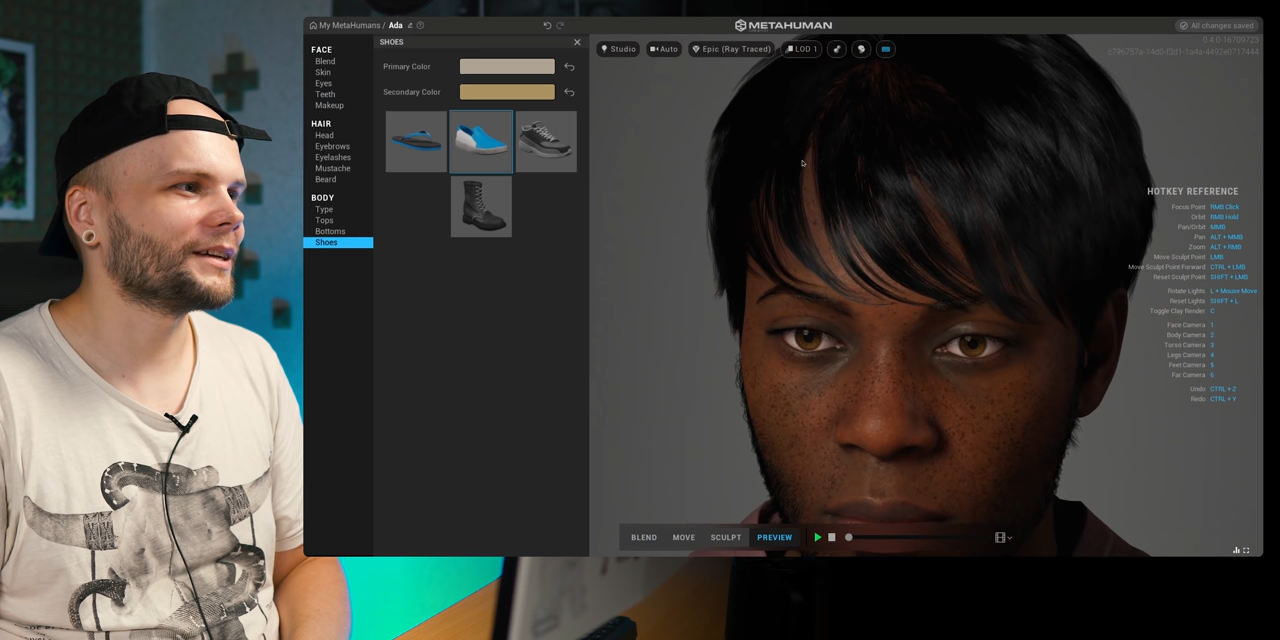 My MetaHumans / Ada
METAHUMAN
All changes saved
FACE
Blend
Skin
Eyes
Teeth
Makeup
HAIR
Head
Eyebrows
Eyelashes
Mustache
Beard
BODY
Type
Tops
Bottoms
Shoes
SHOES
Primary Color
Secondary Color
Studio
Auto
Epic (Ray Traced)
LOD 1
0.4.0-16709723
HOTKEY REFERENCE
Focus Point RMB Click
Orbit RMB Hold
Pan/Orbit MMB
Pan ALT + MMB
Zoom ALT + RMB
Move Sculpt Point LMB
Move Sculpt Point Forward CTRL + LMB
Reset Sculpt Point SHIFT + LMB
Rotate Lights L + Mouse Move
Reset Lights SHIFT + L
Toggle Clay Render C
Face Camera 1
Body Camera 2
Torso Camera 3
Legs Camera 4
Feet Camera 5
Far Camera 6
Undo CTRL + Z
Redo CTRL + Y
BLEND
MOVE
SCULPT
PREVIEW